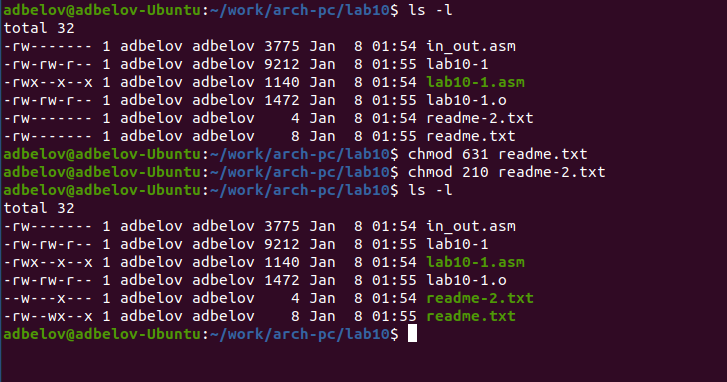 adbelov@adbelov-Ubuntu:~/work/arch-pc/lab10$ ls -l
total 32
-rw------- 1 adbelov adbelov 3775 Jan  8 01:54 in_out.asm
-rw-rw-r-- 1 adbelov adbelov 9212 Jan  8 01:55 lab10-1
-rwx--x--x 1 adbelov adbelov 1140 Jan  8 01:54 lab10-1.asm
-rw-rw-r-- 1 adbelov adbelov 1472 Jan  8 01:55 lab10-1.o
-rw------- 1 adbelov adbelov    4 Jan  8 01:54 readme-2.txt
-rw------- 1 adbelov adbelov    8 Jan  8 01:55 readme.txt
adbelov@adbelov-Ubuntu:~/work/arch-pc/lab10$ chmod 631 readme.txt
adbelov@adbelov-Ubuntu:~/work/arch-pc/lab10$ chmod 210 readme-2.txt
adbelov@adbelov-Ubuntu:~/work/arch-pc/lab10$ ls -l
total 32
-rw------- 1 adbelov adbelov 3775 Jan  8 01:54 in_out.asm
-rw-rw-r-- 1 adbelov adbelov 9212 Jan  8 01:55 lab10-1
-rwx--x--x 1 adbelov adbelov 1140 Jan  8 01:54 lab10-1.asm
-rw-rw-r-- 1 adbelov adbelov 1472 Jan  8 01:55 lab10-1.o
--w---x--- 1 adbelov adbelov    4 Jan  8 01:54 readme-2.txt
-rw--wx--x 1 adbelov adbelov    8 Jan  8 01:55 readme.txt
adbelov@adbelov-Ubuntu:~/work/arch-pc/lab10$